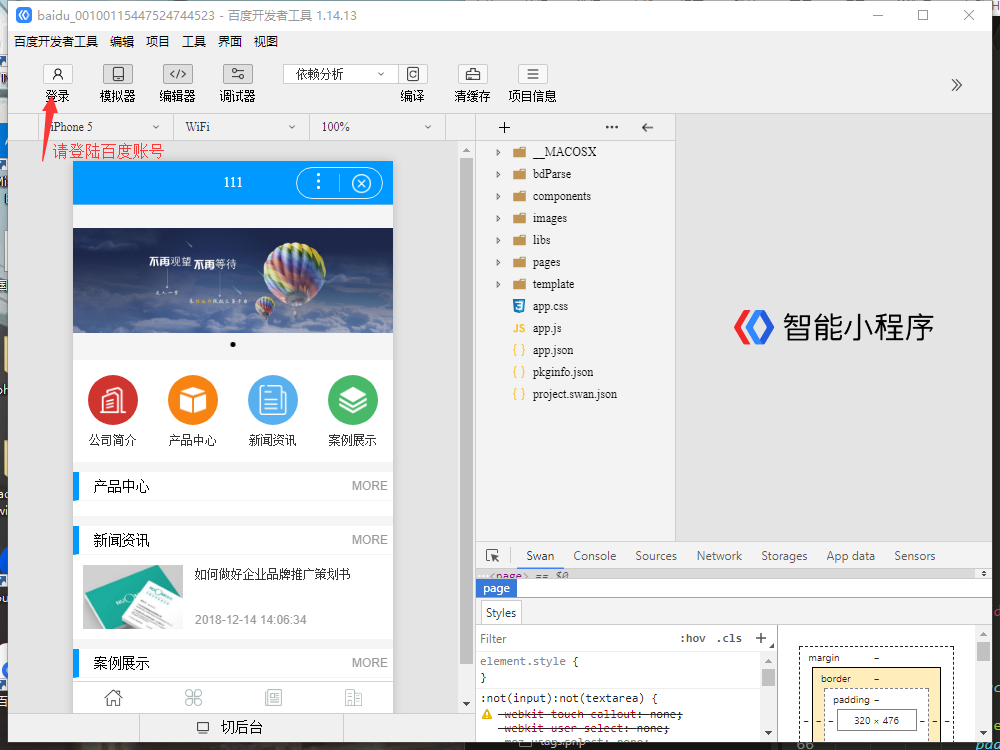 baidu_00100115447524744523 - 百度开发者工具 1.14.13
百度开发者工具 编辑 项目 工具 界面 视图
登录 模拟器 编辑器 调试器 依赖分析 编译 清缓存 项目信息
iPhone 5 WiFi 100%
请登陆百度账号
111
不再观望 不再等待
公司简介 产品中心 新闻资讯 案例展示
产品中心 MORE
新闻资讯 MORE
如何做好企业品牌推广策划书
2018-12-14 14:06:34
案例展示 MORE
切后台
__MACOSX
bdParse
components
images
libs
pages
template
app.css
JS app.js
{ } app.json
{ } pkginfo.json
{ } project.swan.json
智能小程序
Swan Console Sources Network Storages App data Sensors
<page> == $0
page
Styles
Filter :hov .cls +
element.style {
}
:not(input):not(textarea) {
-webkit-touch-callout: none;
-webkit-user-select: none;
-moz-user-select: none;
margin –
border –
padding –
320 × 476
tags.php
66